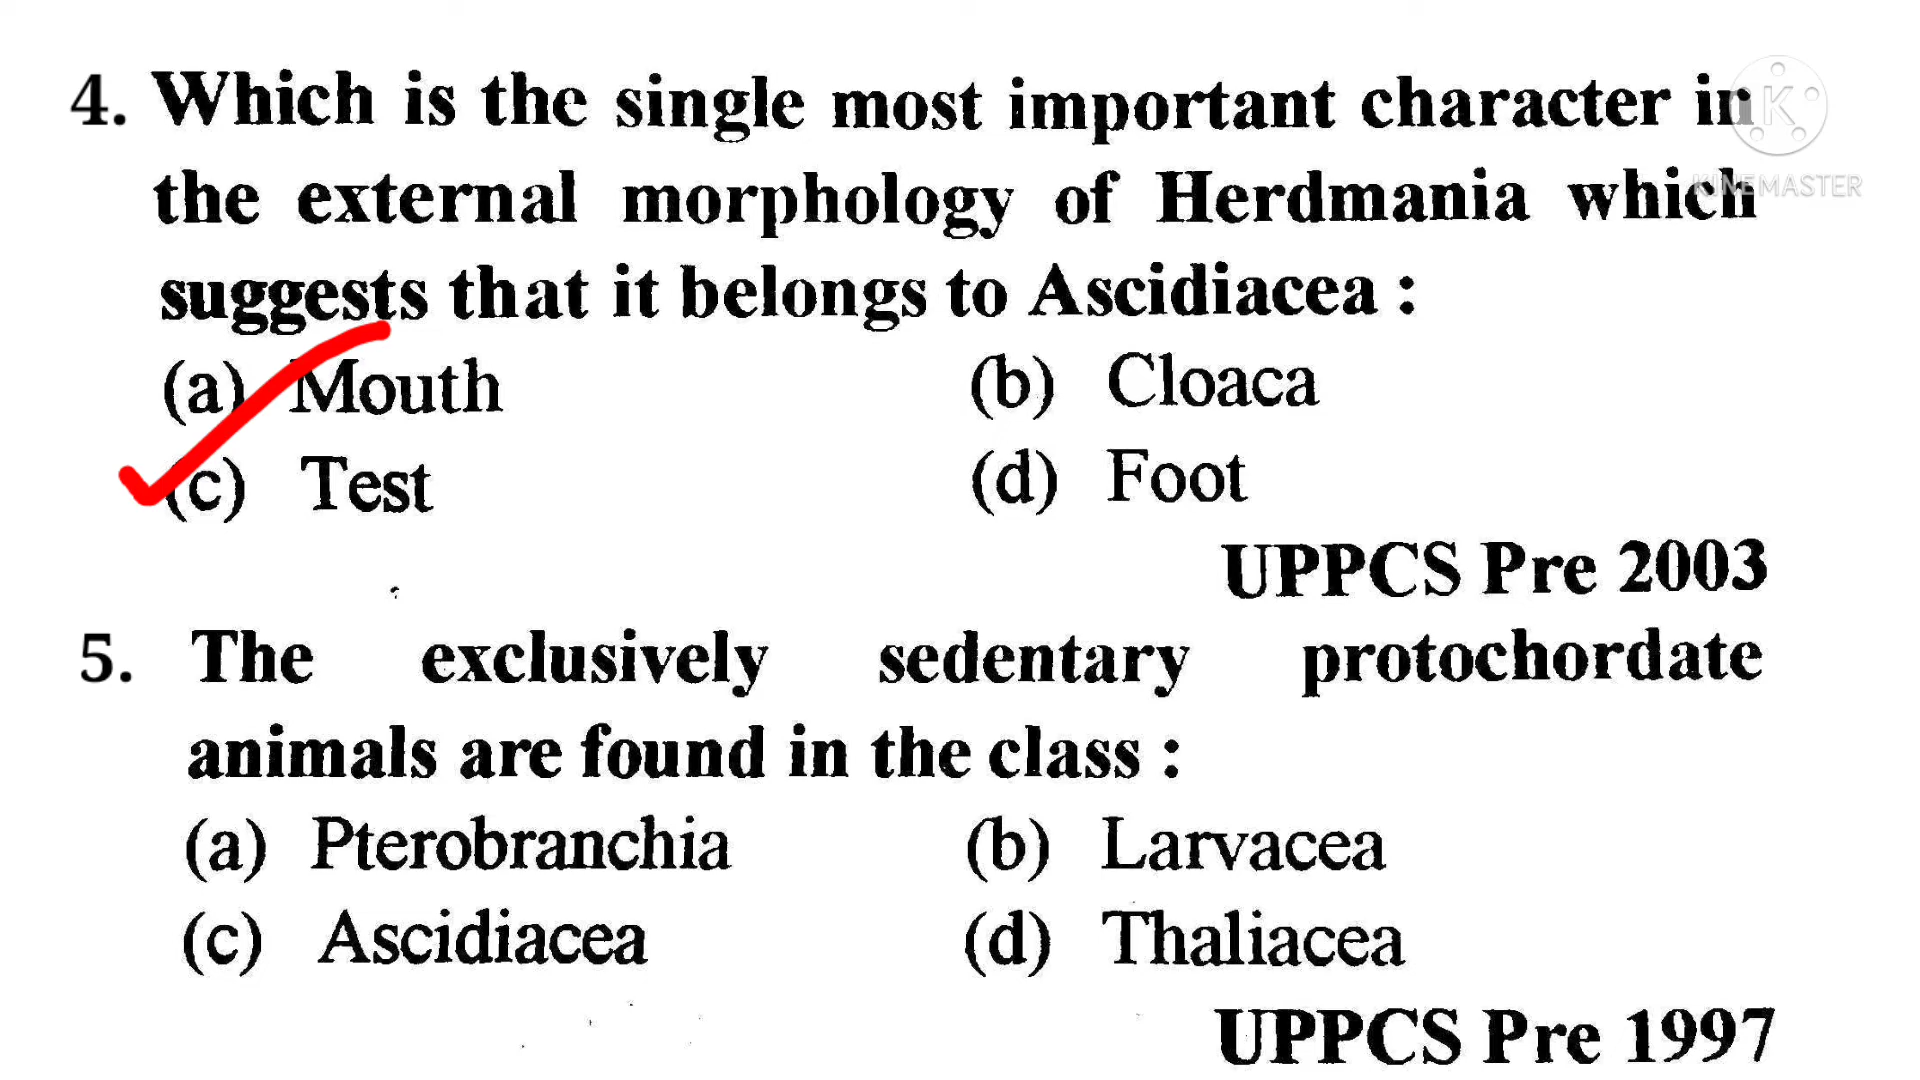 4. Which is the single most important character in
the external morphology of Herdmania which
suggests that it belongs to Ascidiacea :
(a) Mouth (b) Cloaca
(c) Test (d) Foot
UPPCS Pre 2003
5. The exclusively sedentary protochordate
animals are found in the class :
(a) Pterobranchia (b) Larvacea
(c) Ascidiacea (d) Thaliacea
UPPCS Pre 1997
K
KINEMASTER